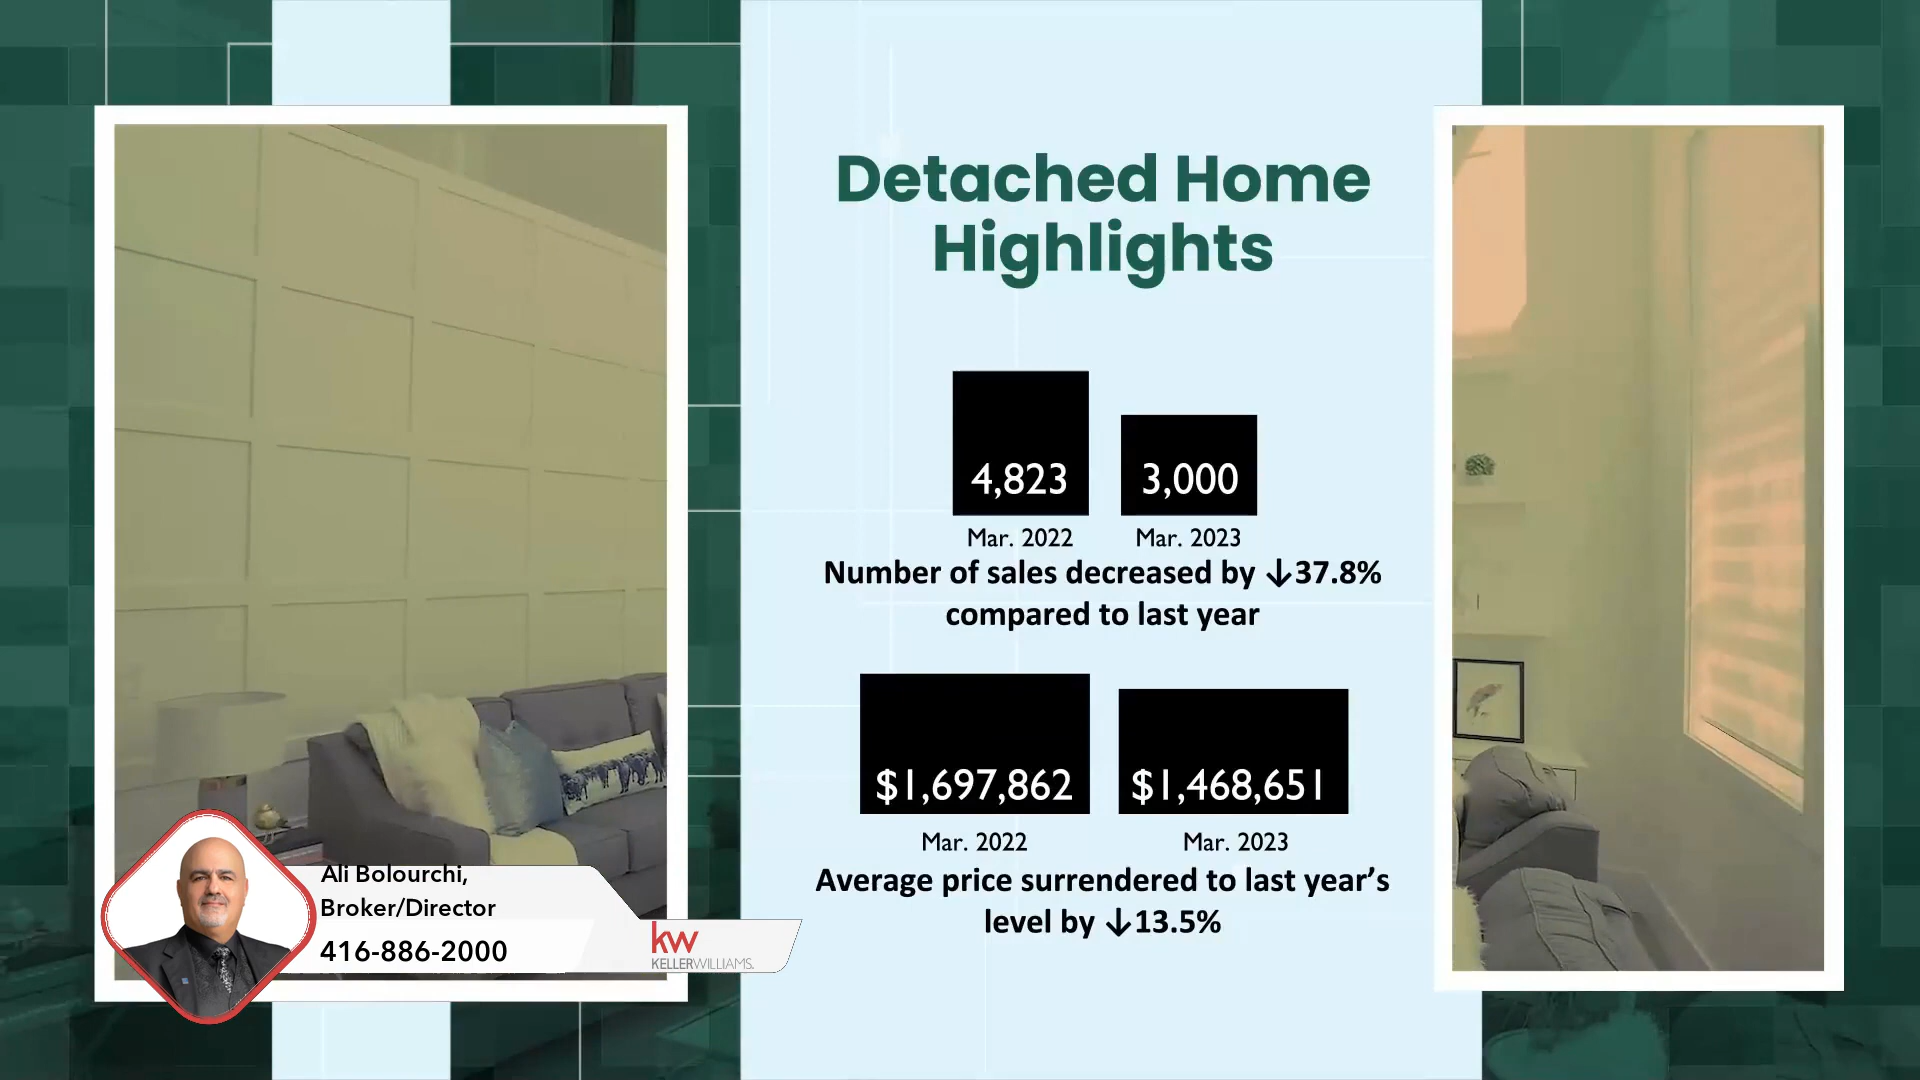 Detached Home
Highlights
4,823
3,000
Mar. 2022
Mar. 2023
Number of sales decreased by ↓37.8%
compared to last year
$1,697,862
$1,468,651
Mar. 2022
Mar. 2023
Average price surrendered to last year’s
level by ↓13.5%
Ali Bolourchi,
Broker/Director
416-886-2000
kw
KELLERWILLIAMS.